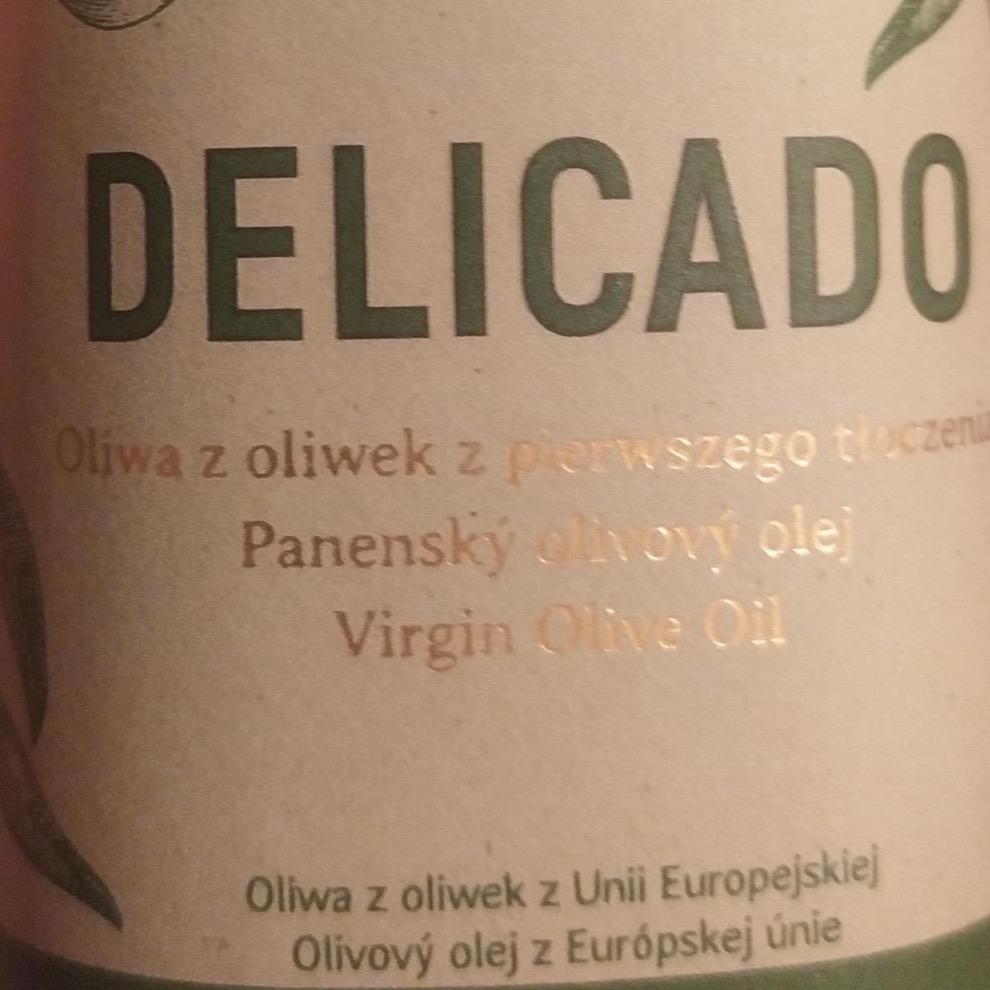 DELICADO
Oliwa z oliwek z pierwszego tłoczenia
Panenský olivový olej
Virgin Olive Oil
Oliwa z oliwek z Unii Europejskiej
Olivový olej z Európskej únie